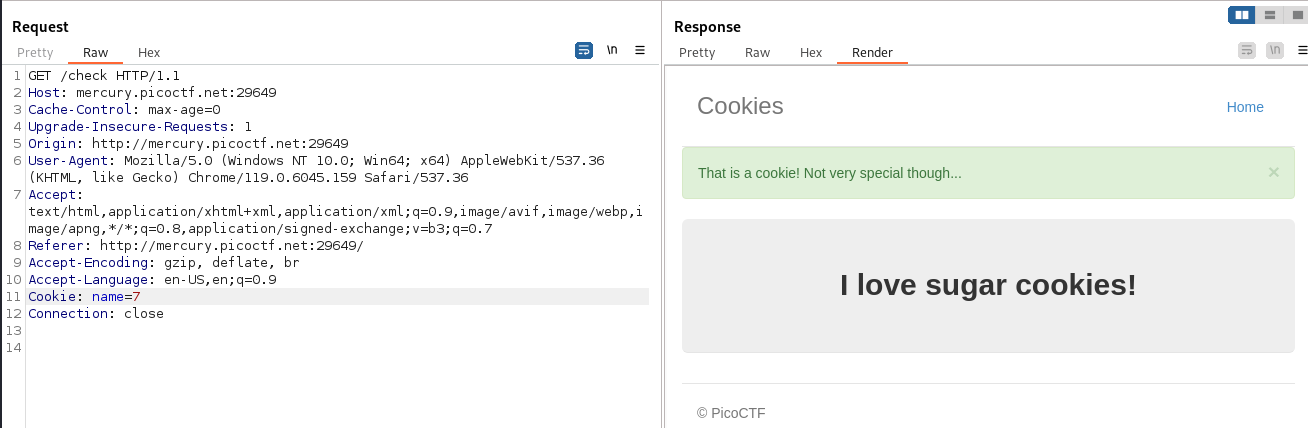 Request
Pretty Raw Hex \n
1 GET /check HTTP/1.1
2 Host: mercury.picoctf.net:29649
3 Cache-Control: max-age=0
4 Upgrade-Insecure-Requests: 1
5 Origin: http://mercury.picoctf.net:29649
6 User-Agent: Mozilla/5.0 (Windows NT 10.0; Win64; x64) AppleWebKit/537.36
(KHTML, like Gecko) Chrome/119.0.6045.159 Safari/537.36
7 Accept:
text/html,application/xhtml+xml,application/xml;q=0.9,image/avif,image/webp,i
mage/apng,*/*;q=0.8,application/signed-exchange;v=b3;q=0.7
8 Referer: http://mercury.picoctf.net:29649/
9 Accept-Encoding: gzip, deflate, br
10 Accept-Language: en-US,en;q=0.9
11 Cookie: name=7
12 Connection: close
13
14
Response
Pretty Raw Hex Render \n
Cookies Home
That is a cookie! Not very special though... ×
I love sugar cookies!
© PicoCTF